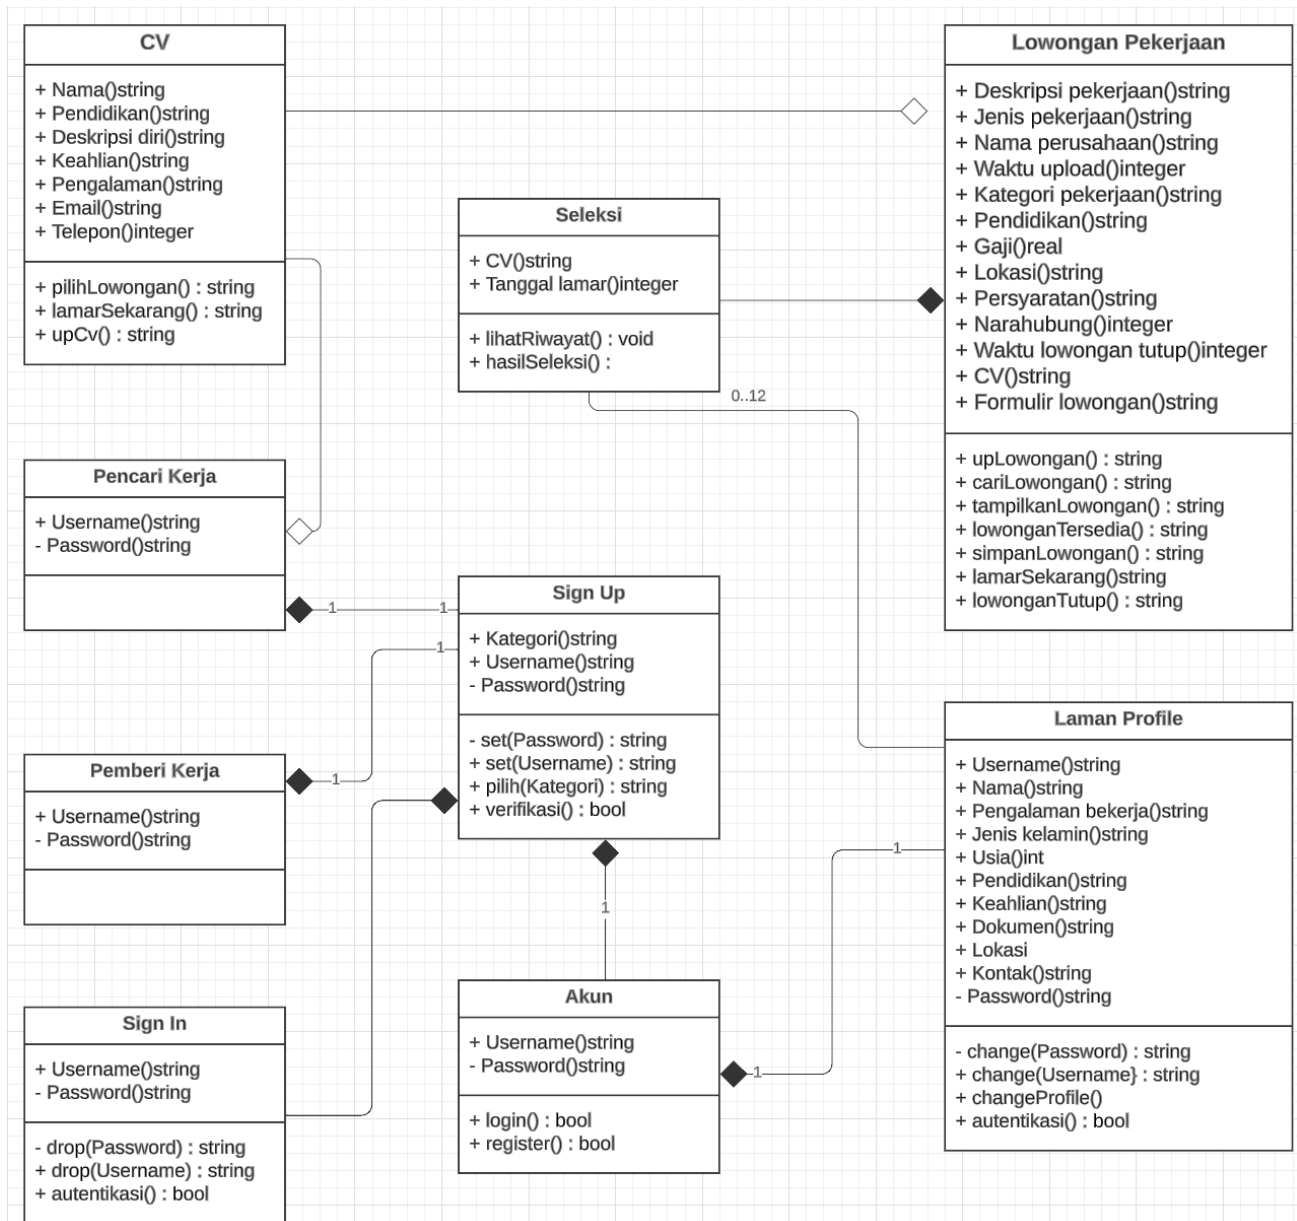 CV
+ Nama()string
+ Pendidikan()string
+ Deskripsi diri()string
+ Keahlian()string
+ Pengalaman()string
+ Email()string
+ Telepon()integer
+ pilihLowongan() : string
+ lamarSekarang() : string
+ upCv() : string
Lowongan Pekerjaan
+ Deskripsi pekerjaan()string
+ Jenis pekerjaan()string
+ Nama perusahaan()string
+ Waktu upload()integer
+ Kategori pekerjaan()string
+ Pendidikan()string
+ Gaji()real
+ Lokasi()string
+ Persyaratan()string
+ Narahubung()integer
+ Waktu lowongan tutup()integer
+ CV()string
+ Formulir lowongan()string
+ upLowongan() : string
+ cariLowongan() : string
+ tampilkanLowongan() : string
+ lowonganTersedia() : string
+ simpanLowongan() : string
+ lamarSekarang()string
+ lowonganTutup() : string
Seleksi
+ CV()string
+ Tanggal lamar()integer
+ lihatRiwayat() : void
+ hasilSeleksi() :
0..12
Pencari Kerja
+ Username()string
- Password()string
1
1
Sign Up
+ Kategori()string
+ Username()string
- Password()string
- set(Password) : string
+ set(Username) : string
+ pilih(Kategori) : string
+ verifikasi() : bool
1
1
Pemberi Kerja
+ Username()string
- Password()string
Laman Profile
+ Username()string
+ Nama()string
+ Pengalaman bekerja()string
+ Jenis kelamin()string
+ Usia()int
+ Pendidikan()string
+ Keahlian()string
+ Dokumen()string
+ Lokasi
+ Kontak()string
- Password()string
- change(Password) : string
+ change(Username} : string
+ changeProfile()
+ autentikasi() : bool
1
1
1
Akun
+ Username()string
- Password()string
+ login() : bool
+ register() : bool
Sign In
+ Username()string
- Password()string
- drop(Password) : string
+ drop(Username) : string
+ autentikasi() : bool